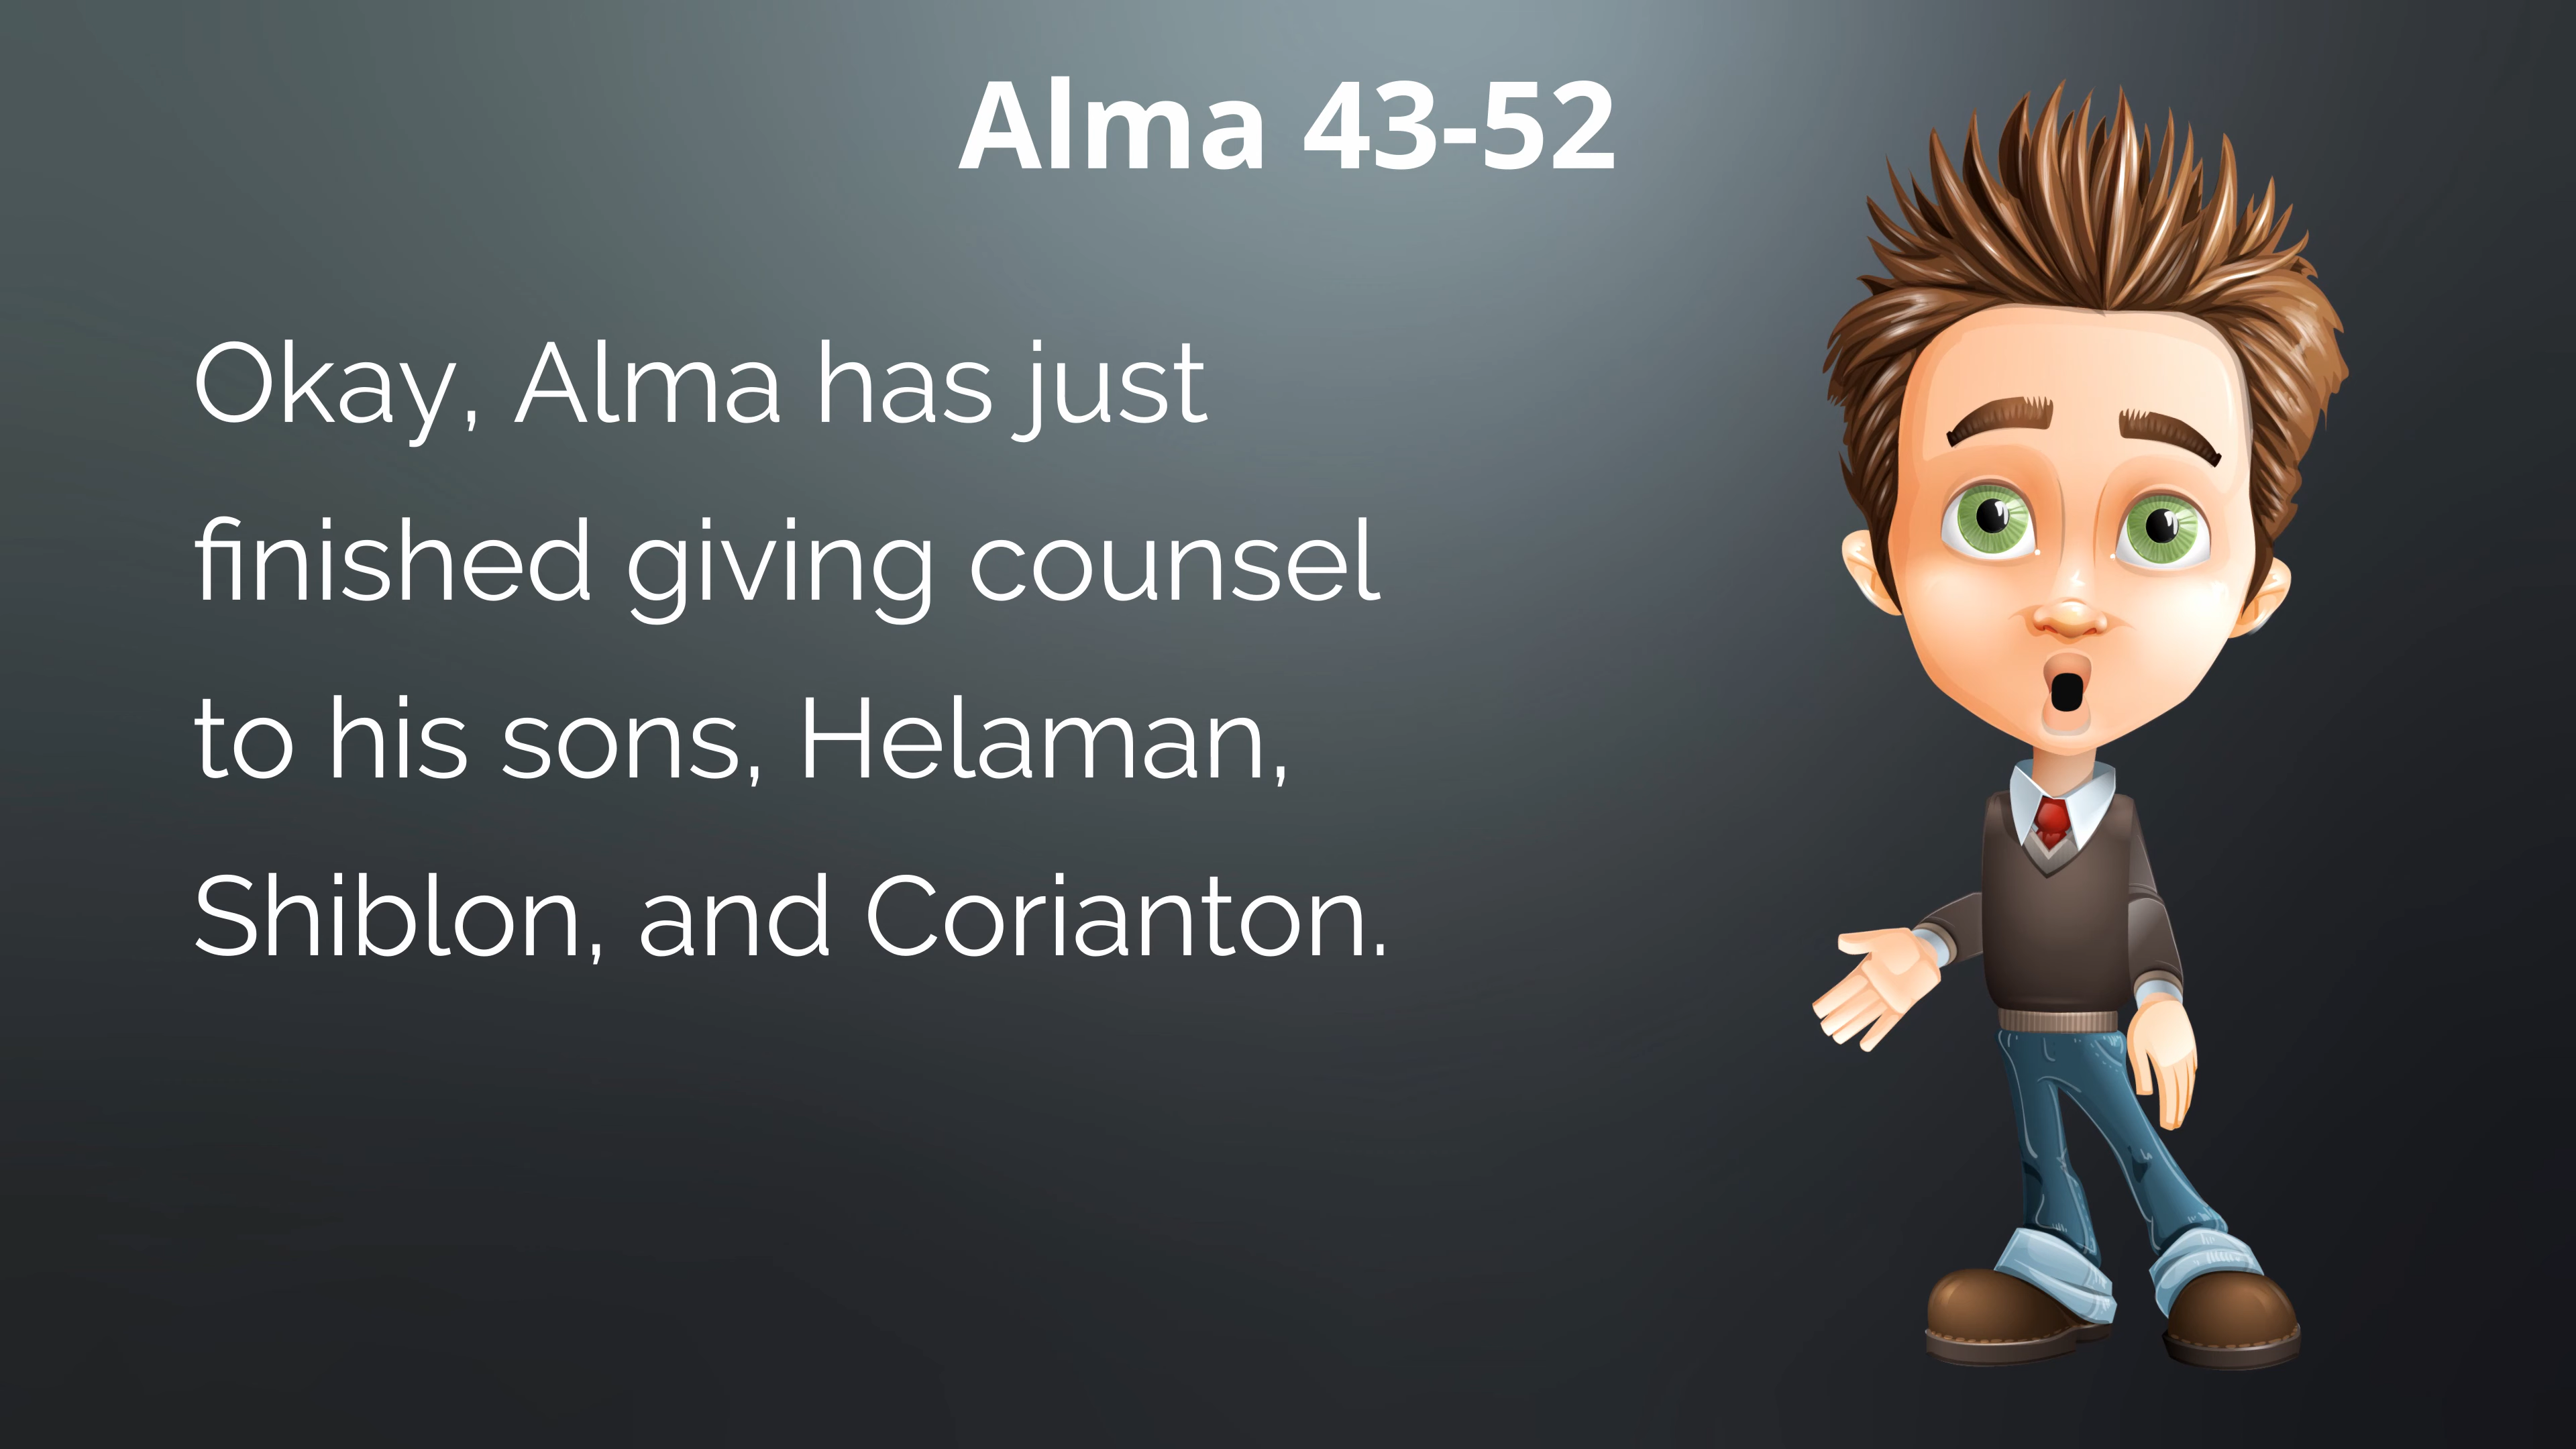 Alma 43-52
Okay, Alma has just
finished giving counsel
to his sons, Helaman,
Shiblon, and Corianton.